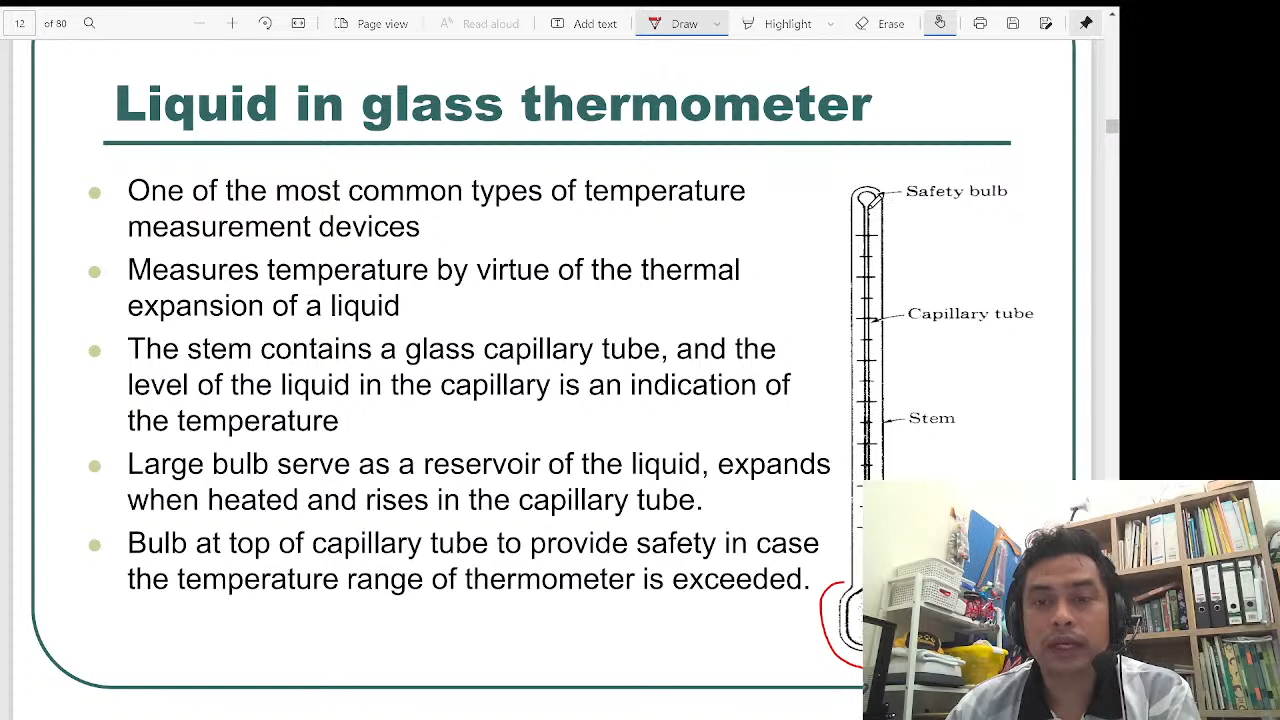 12 of 80 Page view Read aloud Add text Draw Highlight Erase
Liquid in glass thermometer
One of the most common types of temperature
measurement devices
Measures temperature by virtue of the thermal
expansion of a liquid
The stem contains a glass capillary tube, and the
level of the liquid in the capillary is an indication of
the temperature
Large bulb serve as a reservoir of the liquid, expands
when heated and rises in the capillary tube.
Bulb at top of capillary tube to provide safety in case
the temperature range of thermometer is exceeded.
Safety bulb
Capillary tube
Stem